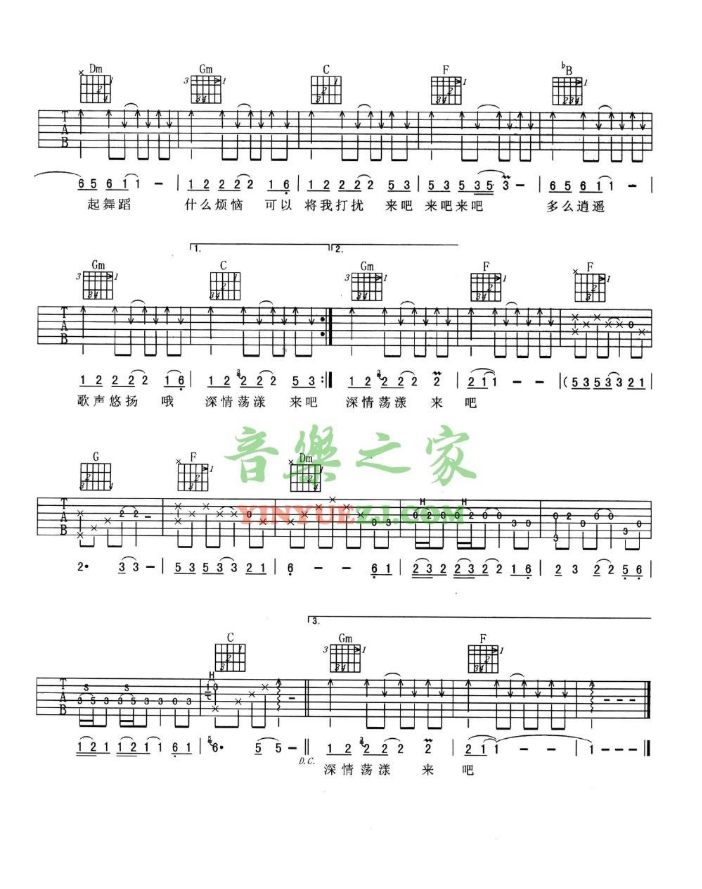 Dm Gm C F ♭B
6 5 6 1 1 - | 1 2 2 2 2 1 6 | 1 2 2 2 2 5 3 | 5 3 5 3 5 3 - | 6 5 6 1 1 - |
起舞蹈 什么烦恼 可以 将我打扰 来吧 来吧来吧 多么逍遥
1. 2.
Gm C Gm F F
1 2 2 2 2 1 6 | 1 2 2 2 2 5 3 :| 1 2 2 2 2 2 | 2 1 1 - - | (5 3 5 3 3 2 1 |
歌声悠扬 哦 深情荡漾 来吧 深情荡漾 来 吧
音樂之家
YINYUEZJ.COM
G F Dm
2· 3 3 - | 5 3 5 3 3 2 1 | 6 - - 6 1 | 2 3 2 2 3 2 2 1 6 | 2 3 2 2 5 6 |
3.
C Gm F
1 2 1 1 2 1 1 6 1 | 6· 5 5 - || 1 2 2 2 2 2 | 2 1 1 - - | 1 - - - ||
D.C. 深情荡漾 来 吧